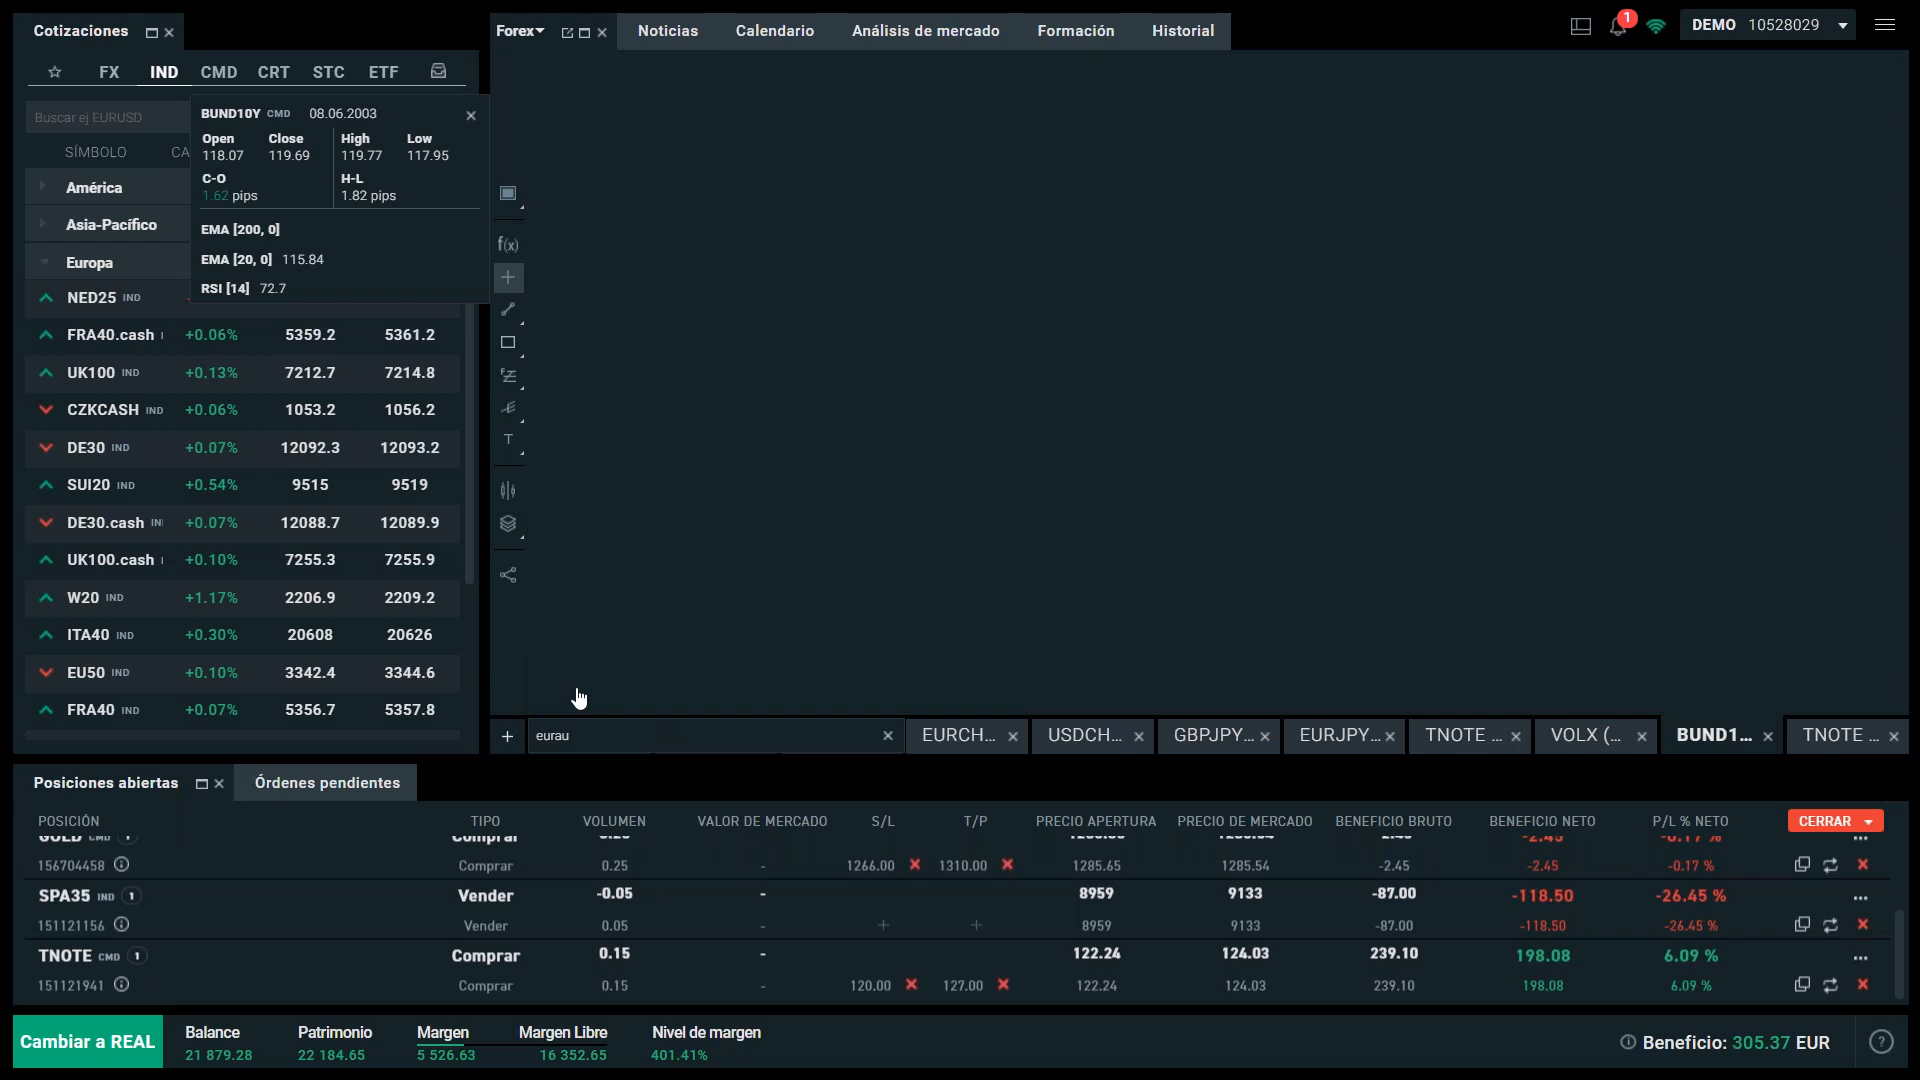 Cotizaciones
Forex
Noticias
Calendario
Análisis de mercado
Formación
Historial
1
DEMO 10528029
FX IND CMD CRT STC ETF
Buscar ej EURUSD
SÍMBOLO CA
BUND10Y CMD 08.06.2003
Open Close High Low
118.07 119.69 119.77 117.95
C-O H-L
1.62 pips 1.82 pips
EMA [200, 0]
EMA [20, 0] 115.84
RSI [14] 72.7
América
Asia-Pacífico
Europa
NED25 IND
FRA40.cash +0.06% 5359.2 5361.2
UK100 IND +0.13% 7212.7 7214.8
CZKCASH IND +0.06% 1053.2 1056.2
DE30 IND +0.07% 12092.3 12093.2
SUI20 IND +0.54% 9515 9519
DE30.cash IN +0.07% 12088.7 12089.9
UK100.cash +0.10% 7255.3 7255.9
W20 IND +1.17% 2206.9 2209.2
ITA40 IND +0.30% 20608 20626
EU50 IND +0.10% 3342.4 3344.6
FRA40 IND +0.07% 5356.7 5357.8
f(x)
T
+ eurau
EURCH...
USDCH...
GBPJPY...
EURJPY...
TNOTE ...
VOLX (...
BUND1...
TNOTE ...
Posiciones abiertas
Órdenes pendientes
POSICIÓN TIPO VOLUMEN VALOR DE MERCADO S/L T/P PRECIO APERTURA PRECIO DE MERCADO BENEFICIO BRUTO BENEFICIO NETO P/L % NETO CERRAR
GOLD CMD 1 Comprar -2.45 -0.17 % ...
156704458 Comprar 0.25 - 1266.00 1310.00 1285.65 1285.54 -2.45 -2.45 -0.17 %
SPA35 IND 1 Vender -0.05 - 8959 9133 -87.00 -118.50 -26.45 % ...
151121156 Vender 0.05 - + + 8959 9133 -87.00 -118.50 -26.45 %
TNOTE CMD 1 Comprar 0.15 - 122.24 124.03 239.10 198.08 6.09 % ...
151121941 Comprar 0.15 - 120.00 127.00 122.24 124.03 239.10 198.08 6.09 %
Cambiar a REAL
Balance Patrimonio Margen Margen Libre Nivel de margen
21 879.28 22 184.65 5 526.63 16 352.65 401.41%
Beneficio: 305.37 EUR
?